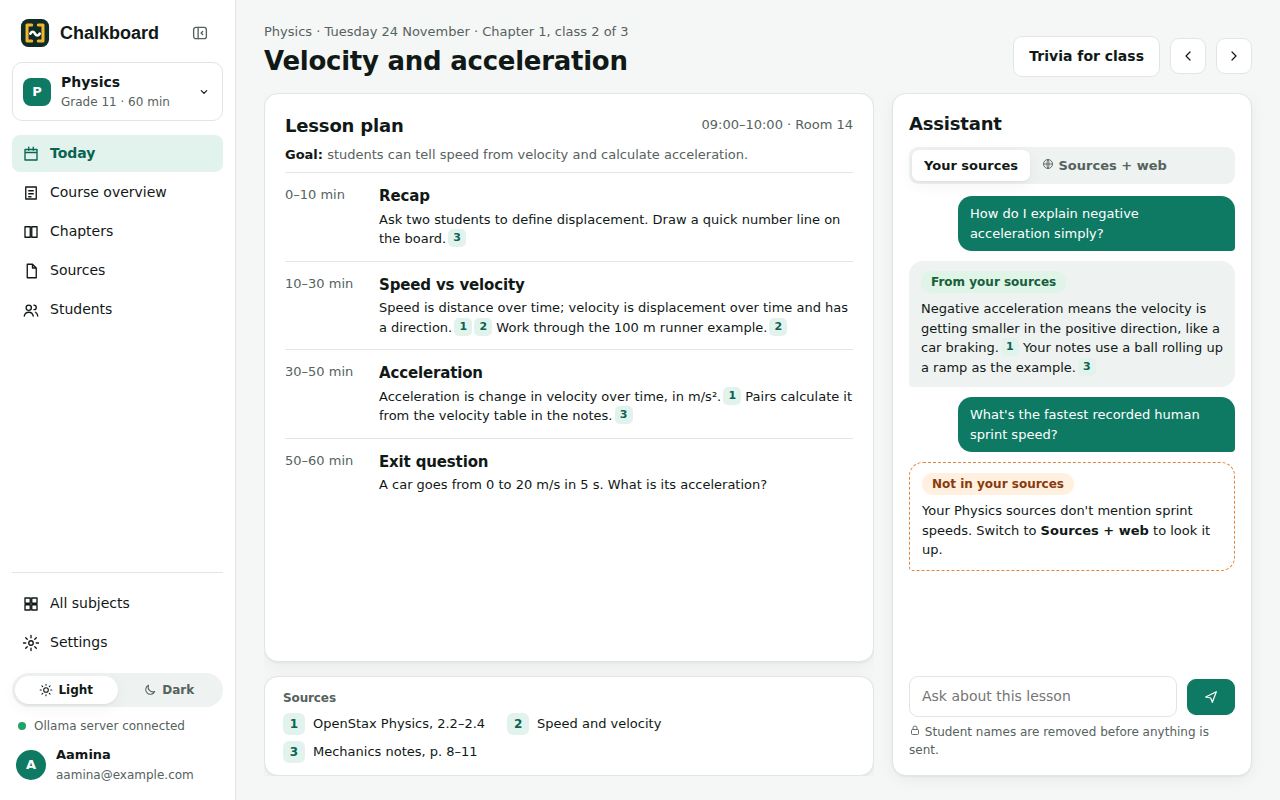 Chalkboard
P
Physics
Grade 11 · 60 min
Today
Course overview
Chapters
Sources
Students
All subjects
Settings
Light
Dark
Ollama server connected
A
Aamina
aamina@example.com
Physics · Tuesday 24 November · Chapter 1, class 2 of 3
Velocity and acceleration
Trivia for class
Lesson plan
09:00–10:00 · Room 14
Goal: students can tell speed from velocity and calculate acceleration.
0–10 min
Recap
Ask two students to define displacement. Draw a quick number line on
the board. 3
10–30 min
Speed vs velocity
Speed is distance over time; velocity is displacement over time and has
a direction. 1 2 Work through the 100 m runner example. 2
30–50 min
Acceleration
Acceleration is change in velocity over time, in m/s². 1 Pairs calculate it
from the velocity table in the notes. 3
50–60 min
Exit question
A car goes from 0 to 20 m/s in 5 s. What is its acceleration?
Sources
1 OpenStax Physics, 2.2–2.4
2 Speed and velocity
3 Mechanics notes, p. 8–11
Assistant
Your sources
Sources + web
How do I explain negative
acceleration simply?
From your sources
Negative acceleration means the velocity is
getting smaller in the positive direction, like a
car braking. 1 Your notes use a ball rolling up
a ramp as the example. 3
What's the fastest recorded human
sprint speed?
Not in your sources
Your Physics sources don't mention sprint
speeds. Switch to Sources + web to look it
up.
Ask about this lesson
Student names are removed before anything is
sent.